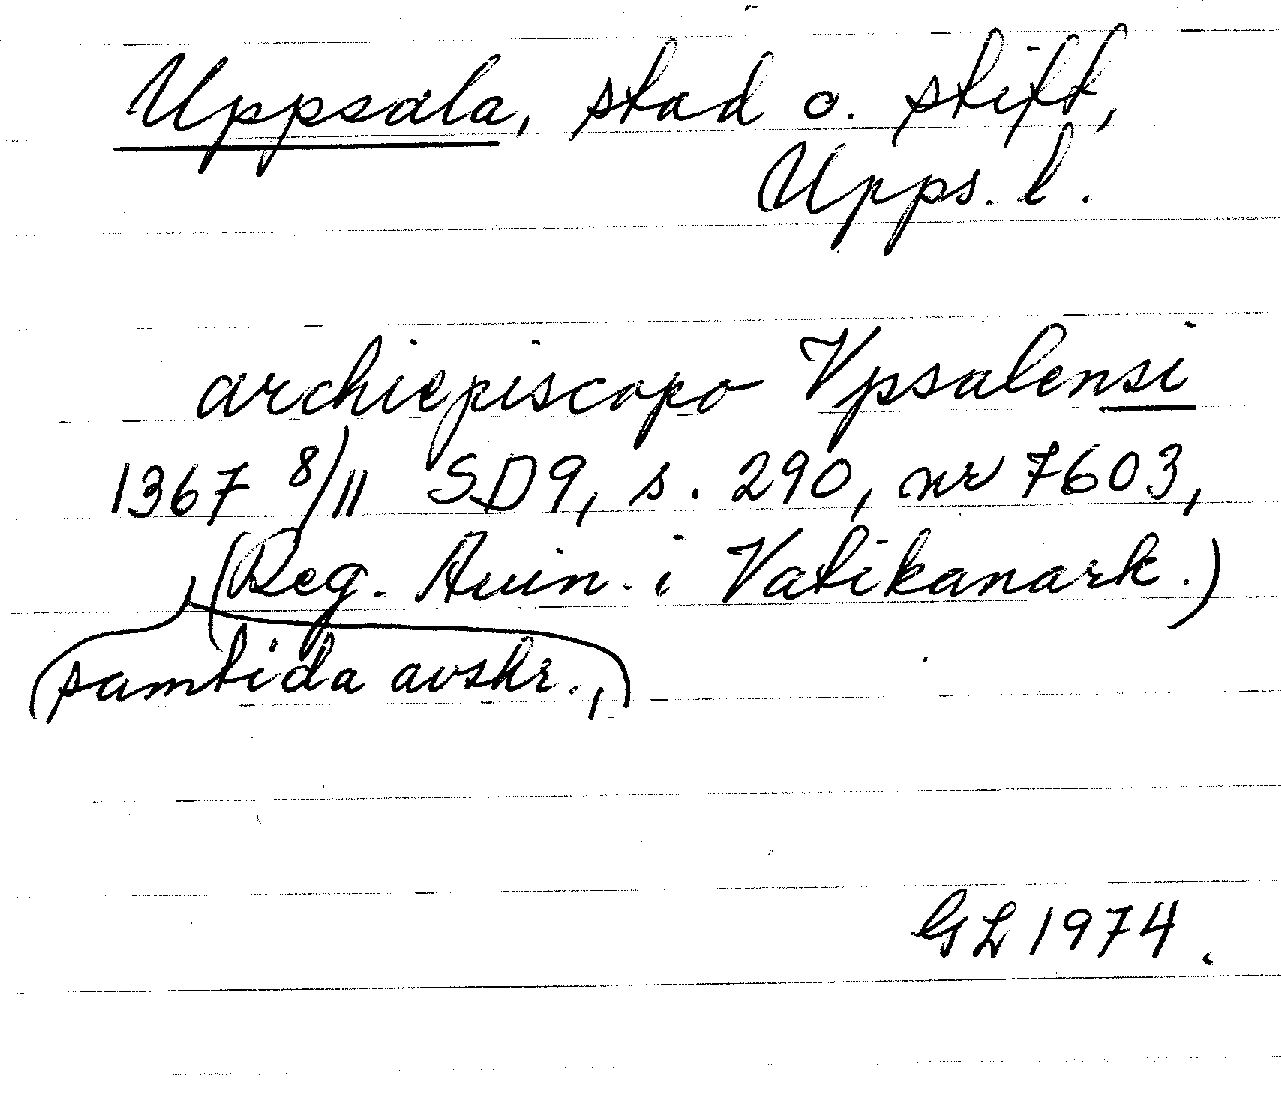 Uppsala, stad o. stift,
Upps. l.
archiepiscopo Vpsalensi
1367 8/11 SD9, s. 290, nr 7603,
(Reg. Avin. i Vatikanark.)
(samtida avskr.,)
GL 1974.